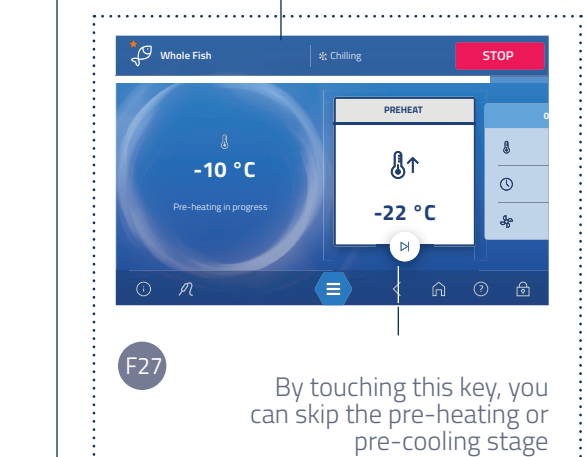 Whole Fish
Chilling
STOP
PREHEAT
-10 °C
Pre-heating in progress
-22 °C
F27
By touching this key, you
can skip the pre-heating or
pre-cooling stage